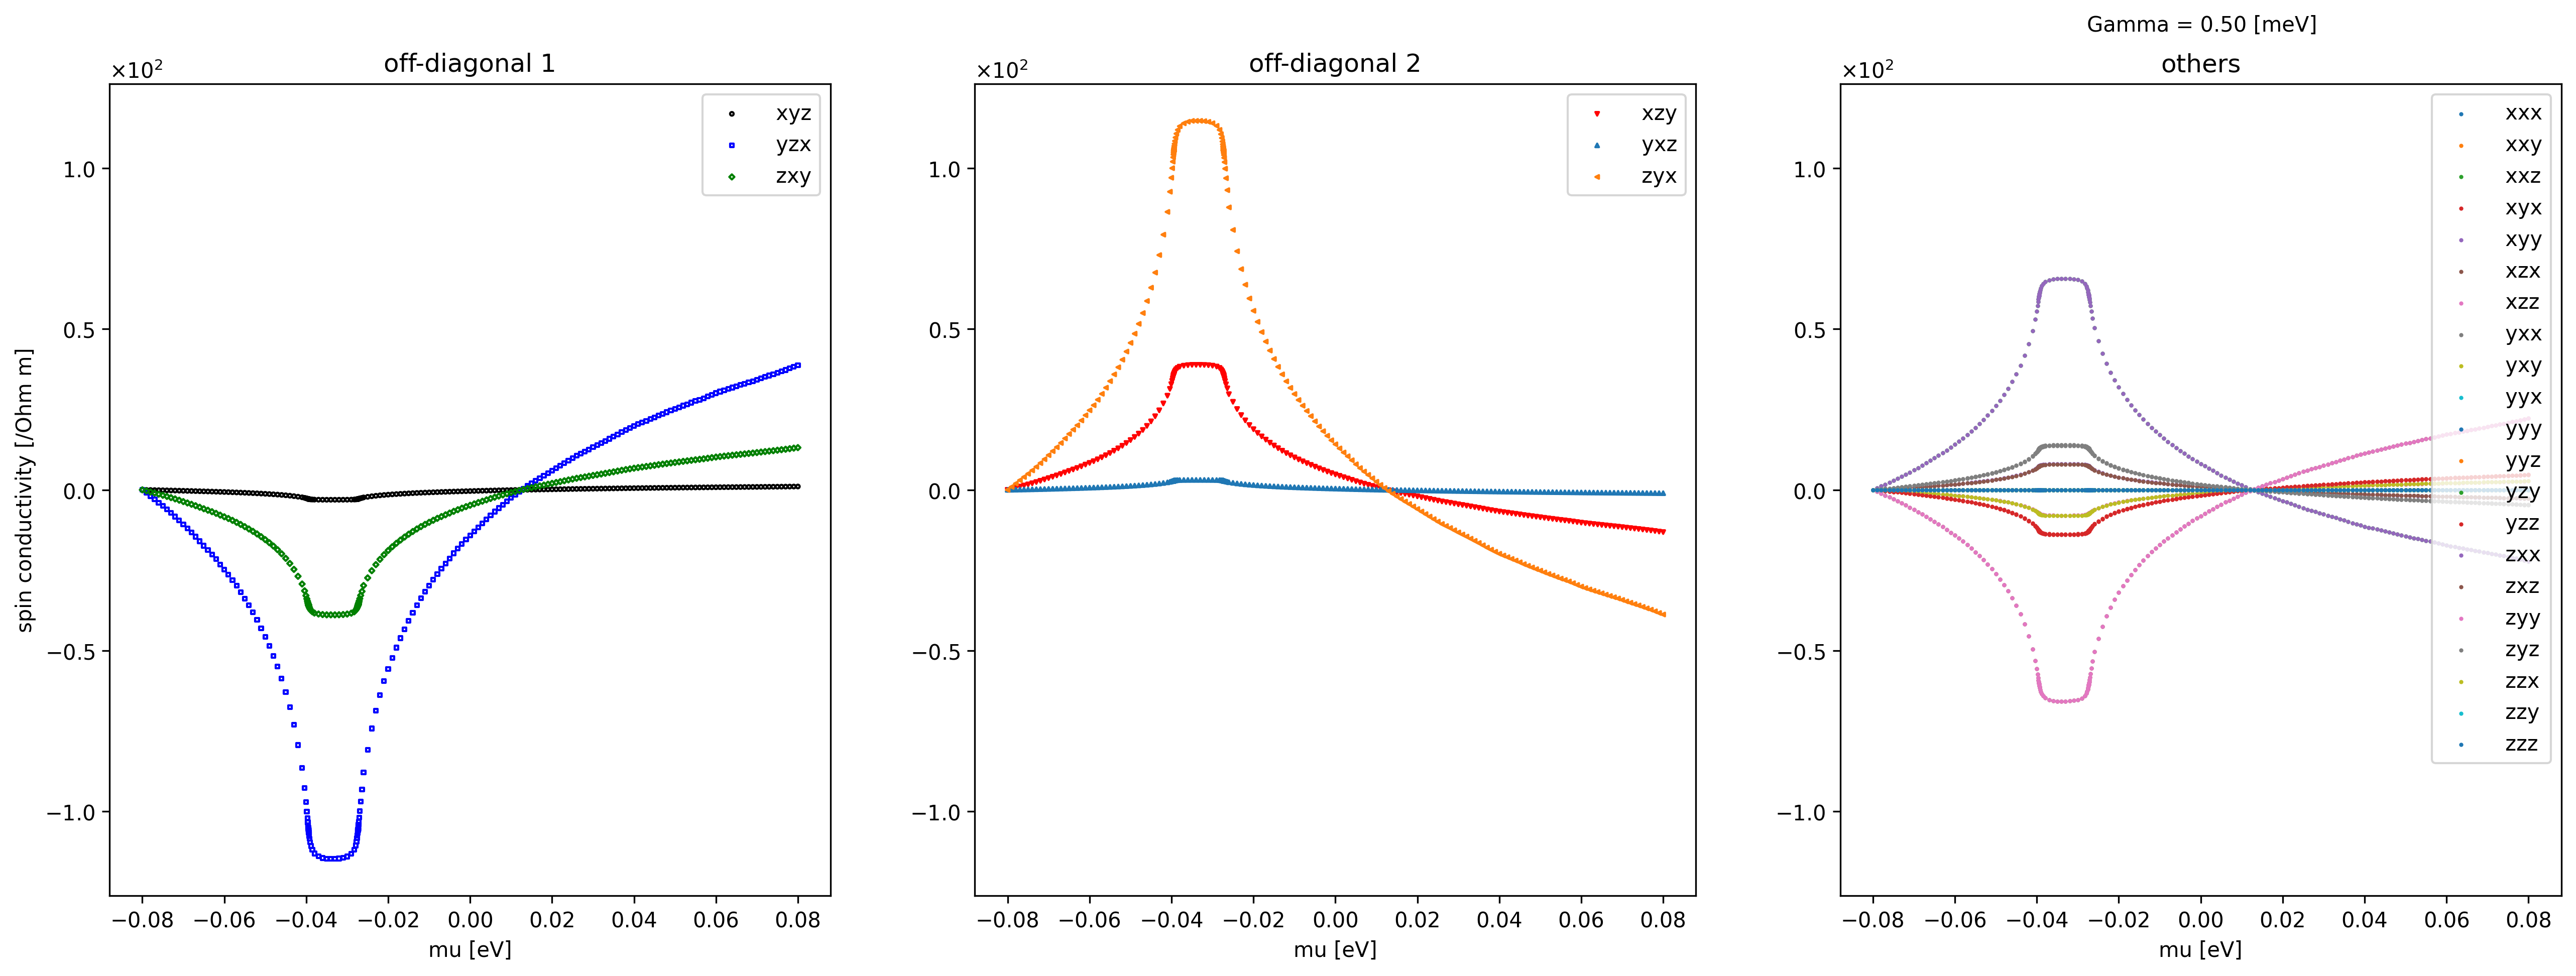 Gamma = 0.50 [meV]
×10²
off-diagonal 1
xyz
yzx
zxy
1.0
0.5
0.0
−0.5
−1.0
spin conductivity [/Ohm m]
−0.08 −0.06 −0.04 −0.02 0.00 0.02 0.04 0.06 0.08
mu [eV]
×10²
off-diagonal 2
xzy
yxz
zyx
1.0
0.5
0.0
−0.5
−1.0
−0.08 −0.06 −0.04 −0.02 0.00 0.02 0.04 0.06 0.08
mu [eV]
×10²
others
xxx
xxy
xxz
xyx
xyy
xzx
xzz
yxx
yxy
yyx
yyy
yyz
yzy
yzz
zxx
zxz
zyy
zyz
zzx
zzy
zzz
1.0
0.5
0.0
−0.5
−1.0
−0.08 −0.06 −0.04 −0.02 0.00 0.02 0.04 0.06 0.08
mu [eV]